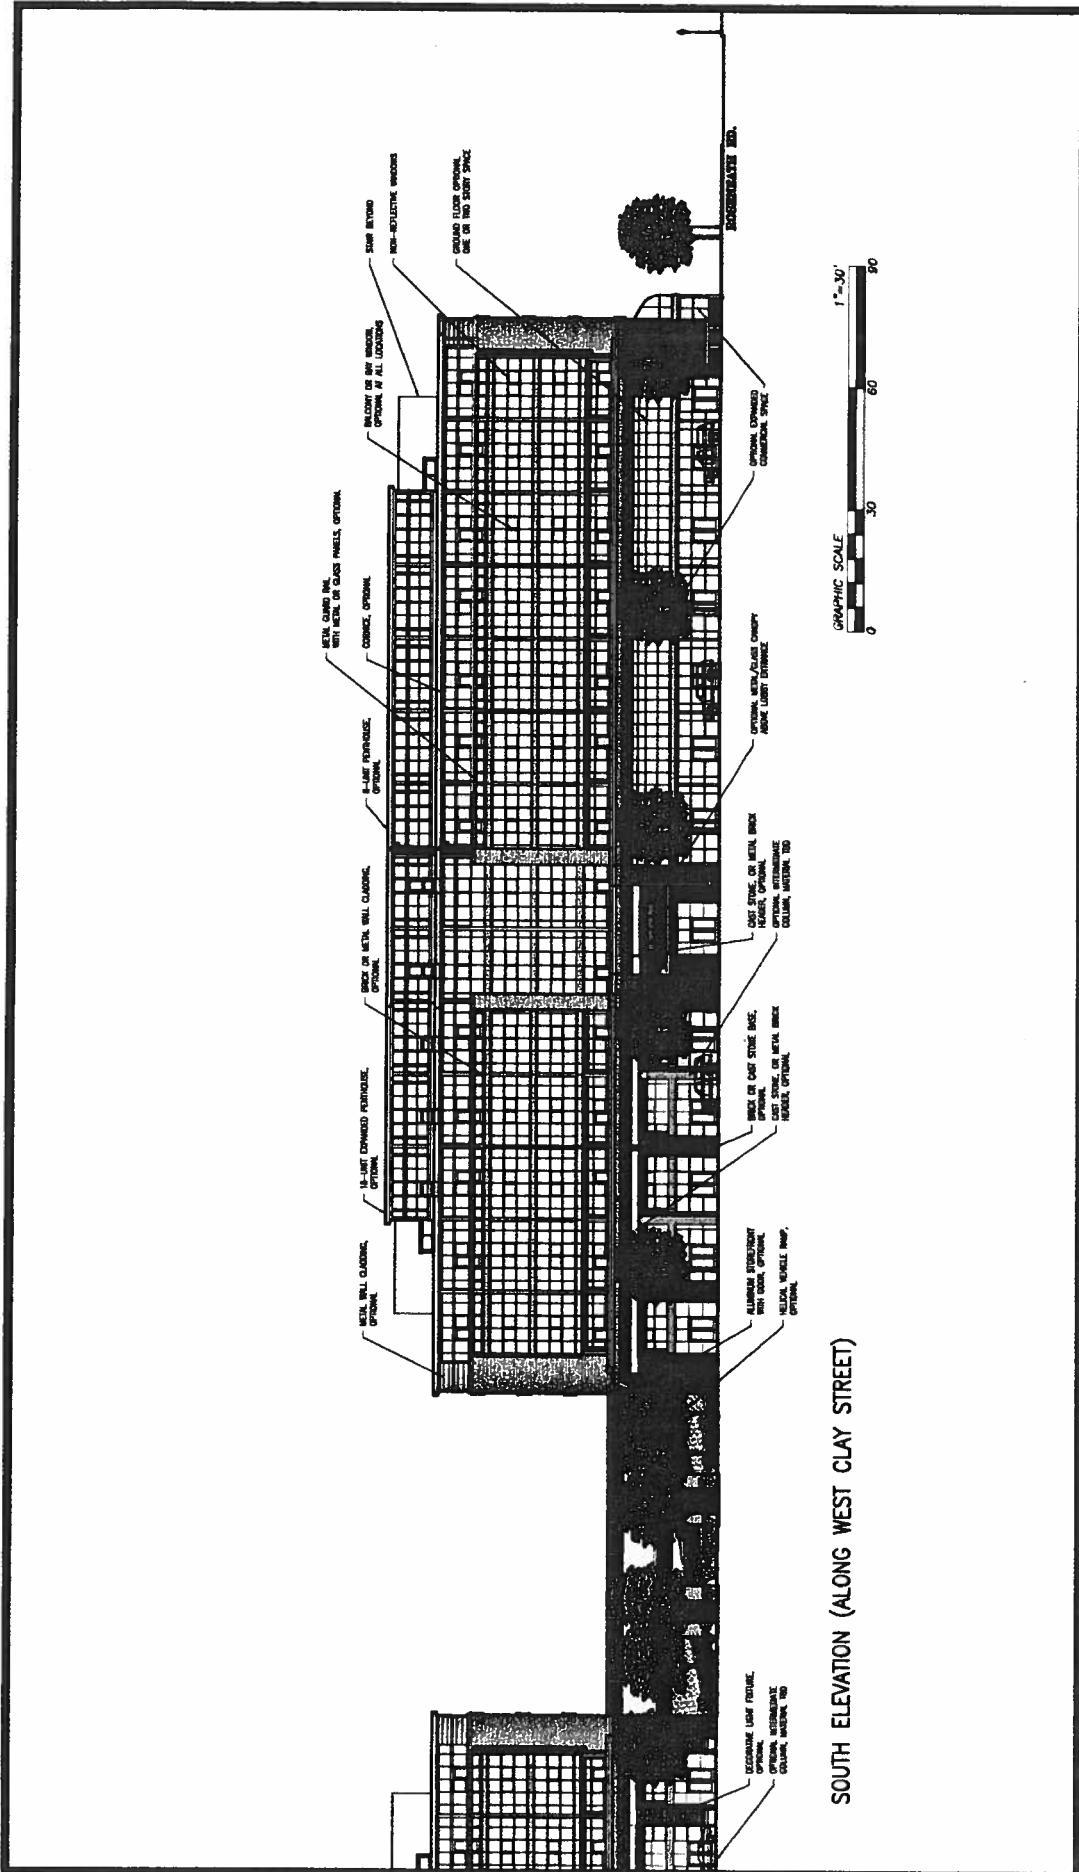 METAL WALL CLADDING,
OPTIONAL
10-UNIT EXPANDED PENTHOUSE,
OPTIONAL
BRICK OR METAL WALL CLADDING,
OPTIONAL
8-UNIT PENTHOUSE,
OPTIONAL
METAL GUARD RAIL
WITH METAL OR GLASS PANELS, OPTIONAL
CORNICE, OPTIONAL
BALCONY OR BAY WINDOW,
OPTIONAL AT ALL LOCATIONS
STAIR BEYOND
NON-REFLECTIVE WINDOWS
GROUND FLOOR OPTIONAL
ONE OR TWO STORY SPACE
ROSENEATH RD.
DECORATIVE LIGHT FIXTURE,
OPTIONAL
OPTIONAL INTERMEDIATE
COLUMN, MATERIAL TBD
ALUMINUM STOREFRONT
WITH DOOR, OPTIONAL
HELICAL VEHICLE RAMP,
OPTIONAL
BRICK OR CAST STONE BASE,
OPTIONAL
CAST STONE, OR METAL BRICK
HEADER, OPTIONAL
CAST STONE, OR METAL BRICK
HEADER, OPTIONAL
OPTIONAL INTERMEDIATE
COLUMN, MATERIAL TBD
OPTIONAL METAL/GLASS CANOPY
ABOVE LOBBY ENTRANCE
OPTIONAL EXPANDED
COMMERCIAL SPACE
GRAPHIC SCALE
1"=30'
0 30 60 90
SOUTH ELEVATION (ALONG WEST CLAY STREET)